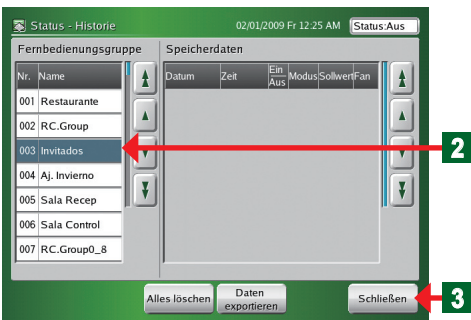 Status - Historie 02/01/2009 Fr 12:25 AM Status:Aus
Fernbedienungsgruppe Speicherdaten
Nr. Name Datum Zeit Ein Aus Modus Sollwert Fan
001 Restaurante
002 RC.Group
003 Invitados
2
004 Aj. Invierno
005 Sala Recep
006 Sala Control
007 RC.Group0_8
Alles löschen Daten exportieren Schließen
3